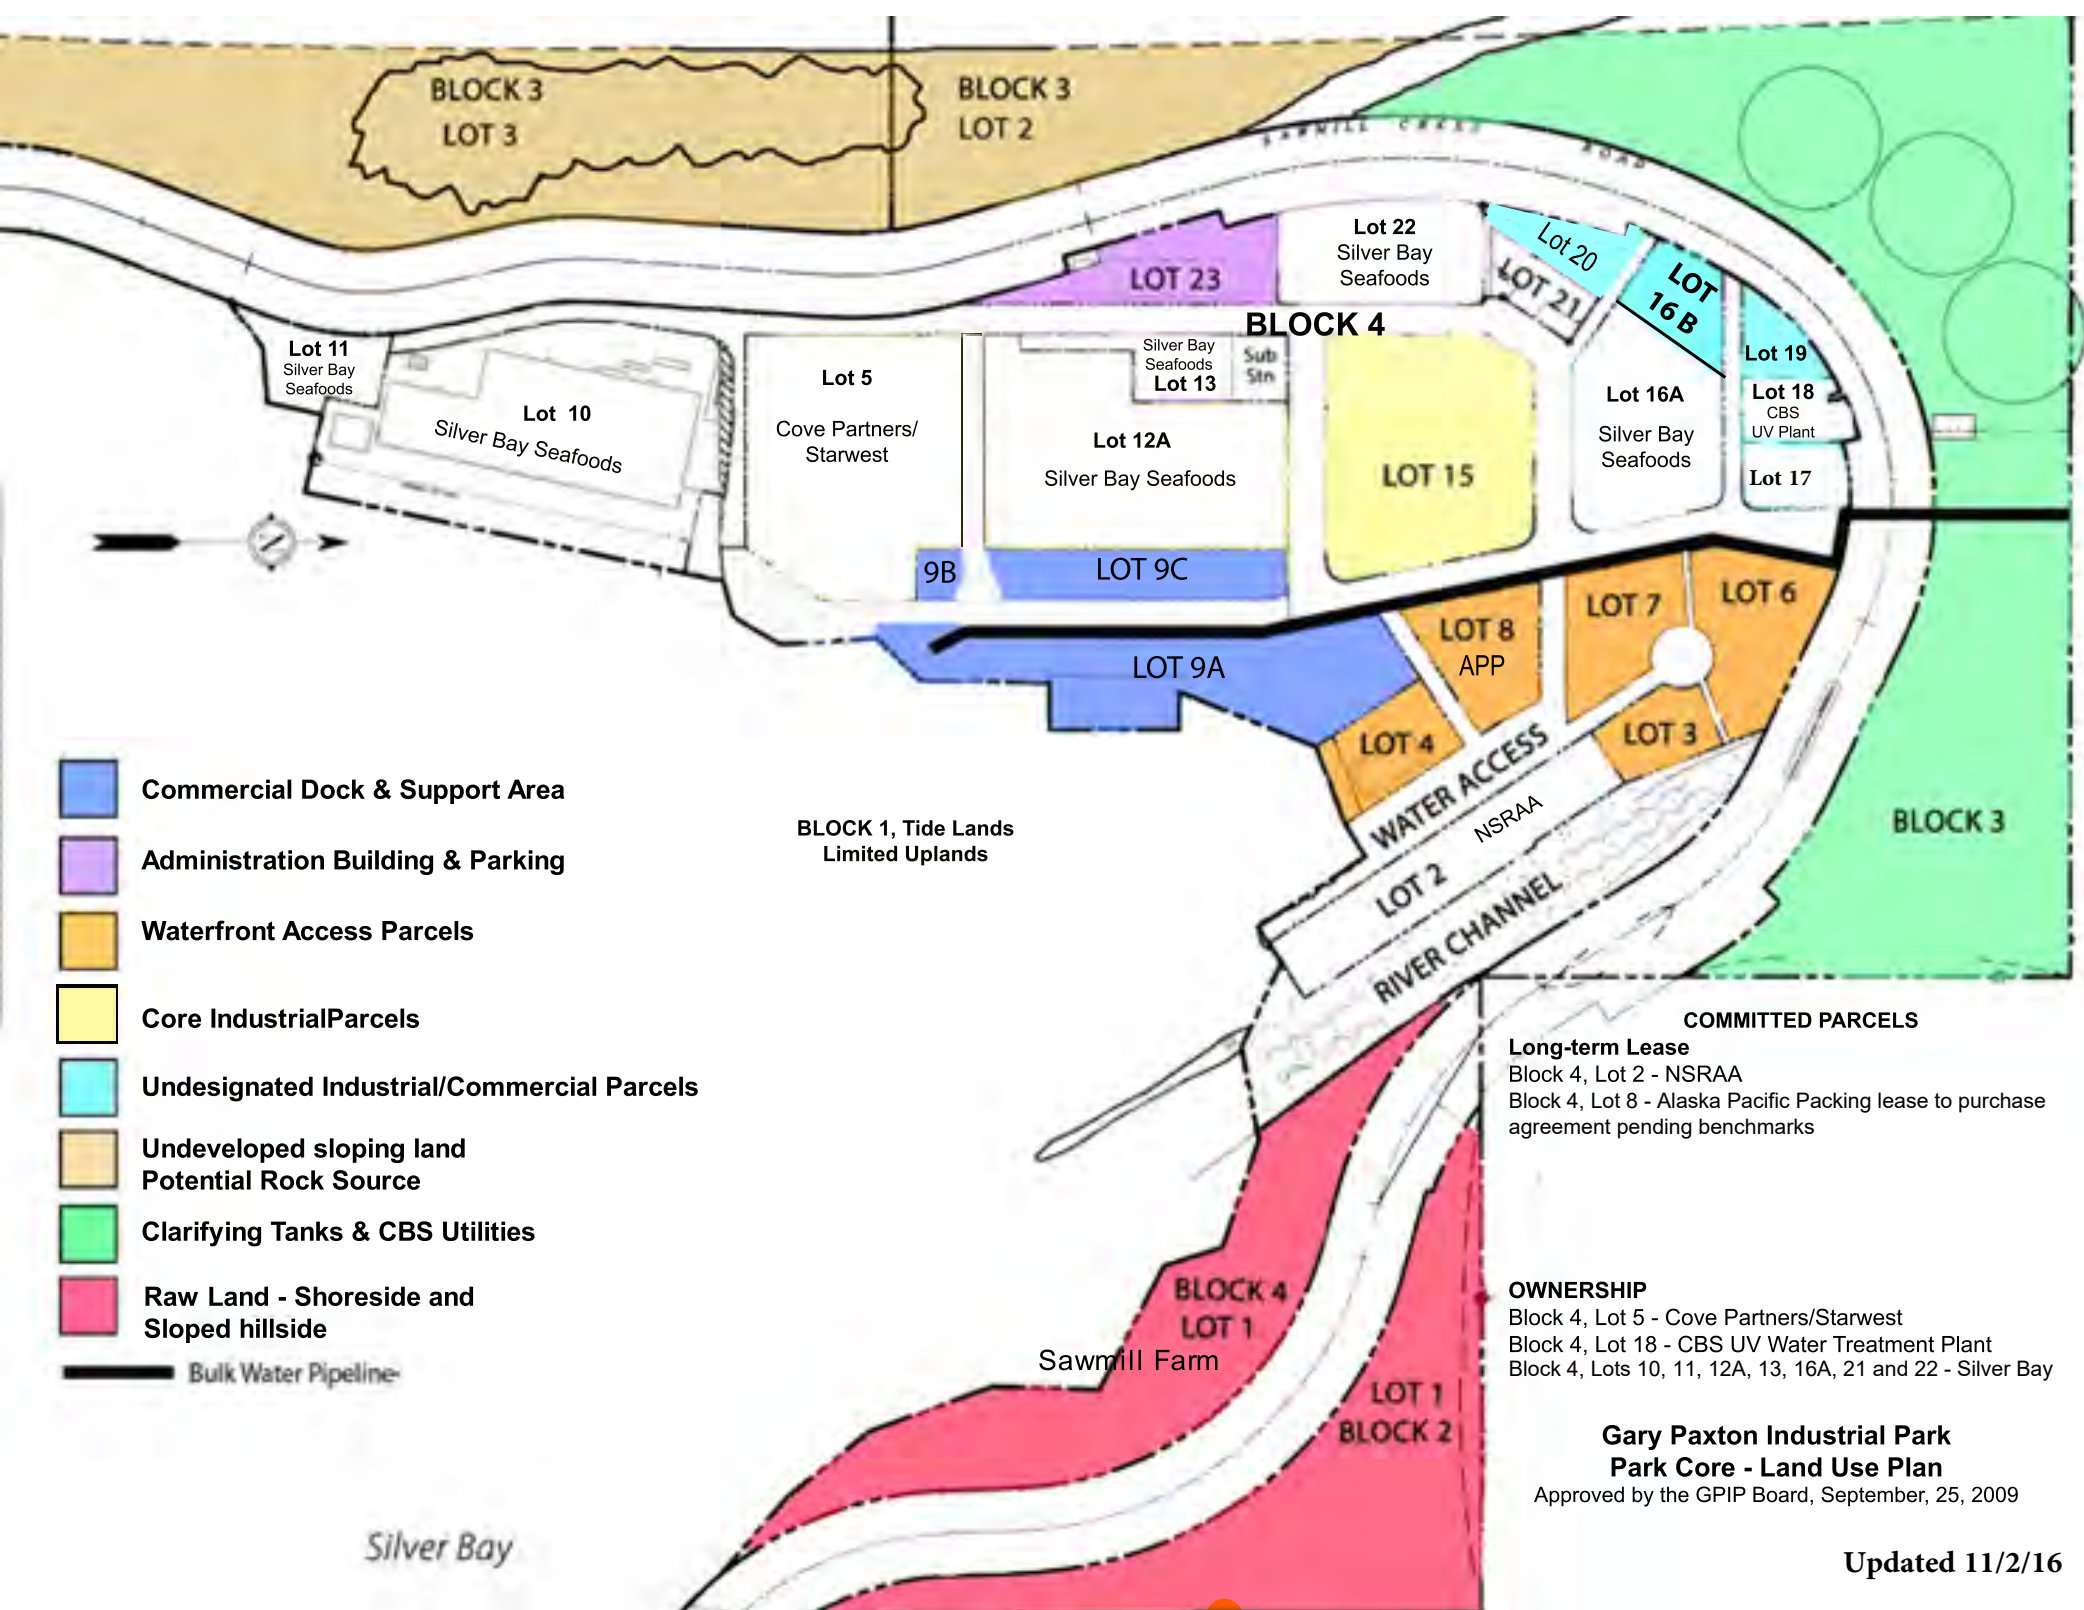 BLOCK 3
LOT 3
BLOCK 3
LOT 2
SAWMILL CREEK ROAD
Lot 22
Silver Bay
Seafoods
Lot 20
LOT 21
LOT
16 B
LOT 23
BLOCK 4
Lot 11
Silver Bay
Seafoods
Lot 10
Silver Bay Seafoods
Lot 5
Cove Partners/
Starwest
Silver Bay
Seafoods
Lot 13
Sub
Stn
Lot 12A
Silver Bay Seafoods
LOT 15
Lot 16A
Silver Bay
Seafoods
Lot 19
Lot 18
CBS
UV Plant
Lot 17
9B
LOT 9C
LOT 9A
LOT 8
APP
LOT 7
LOT 6
LOT 4
LOT 3
WATER ACCESS
NSRAA
LOT 2
RIVER CHANNEL
BLOCK 3
BLOCK 1, Tide Lands
Limited Uplands
Commercial Dock & Support Area
Administration Building & Parking
Waterfront Access Parcels
Core IndustrialParcels
Undesignated Industrial/Commercial Parcels
Undeveloped sloping land
Potential Rock Source
Clarifying Tanks & CBS Utilities
Raw Land - Shoreside and
Sloped hillside
Bulk Water Pipeline-
COMMITTED PARCELS
Long-term Lease
Block 4, Lot 2 - NSRAA
Block 4, Lot 8 - Alaska Pacific Packing lease to purchase
agreement pending benchmarks
BLOCK 4
LOT 1
Sawmill Farm
LOT 1
BLOCK 2
OWNERSHIP
Block 4, Lot 5 - Cove Partners/Starwest
Block 4, Lot 18 - CBS UV Water Treatment Plant
Block 4, Lots 10, 11, 12A, 13, 16A, 21 and 22 - Silver Bay
Gary Paxton Industrial Park
Park Core - Land Use Plan
Approved by the GPIP Board, September, 25, 2009
Silver Bay
Updated 11/2/16